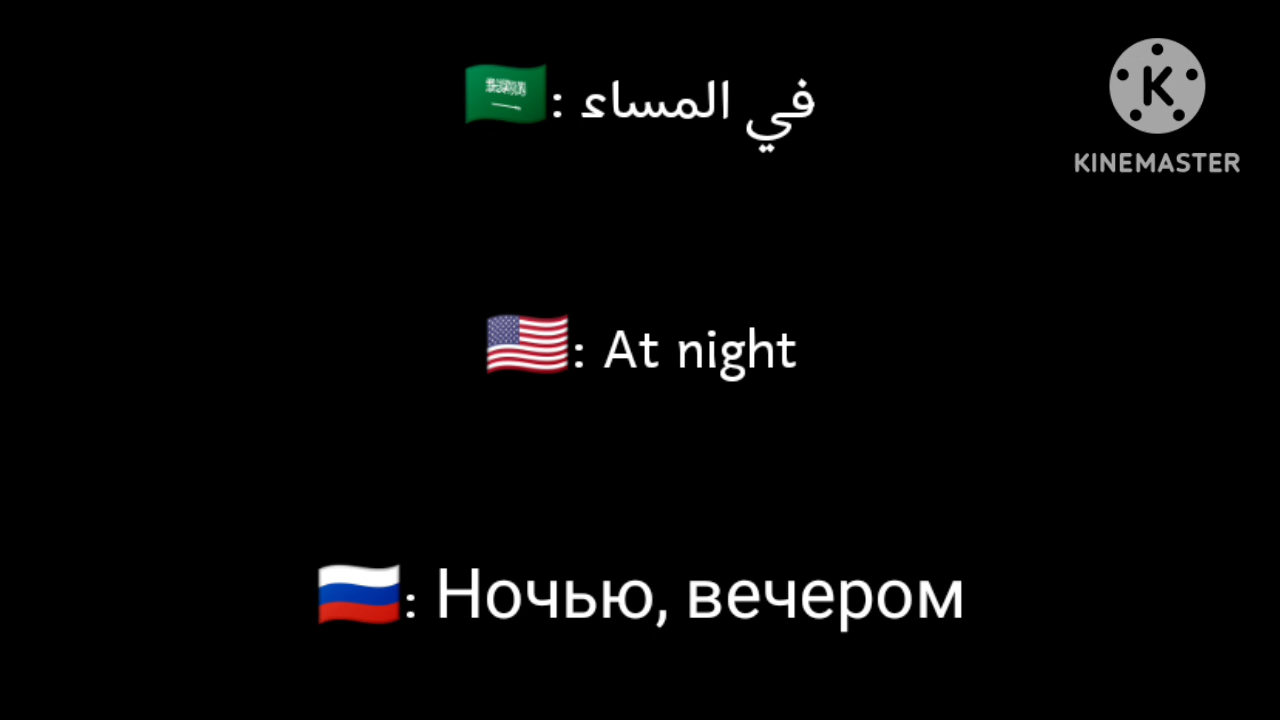 🇸🇦: في المساء
KINEMASTER
🇺🇸: At night
🇷🇺: Ночью, вечером